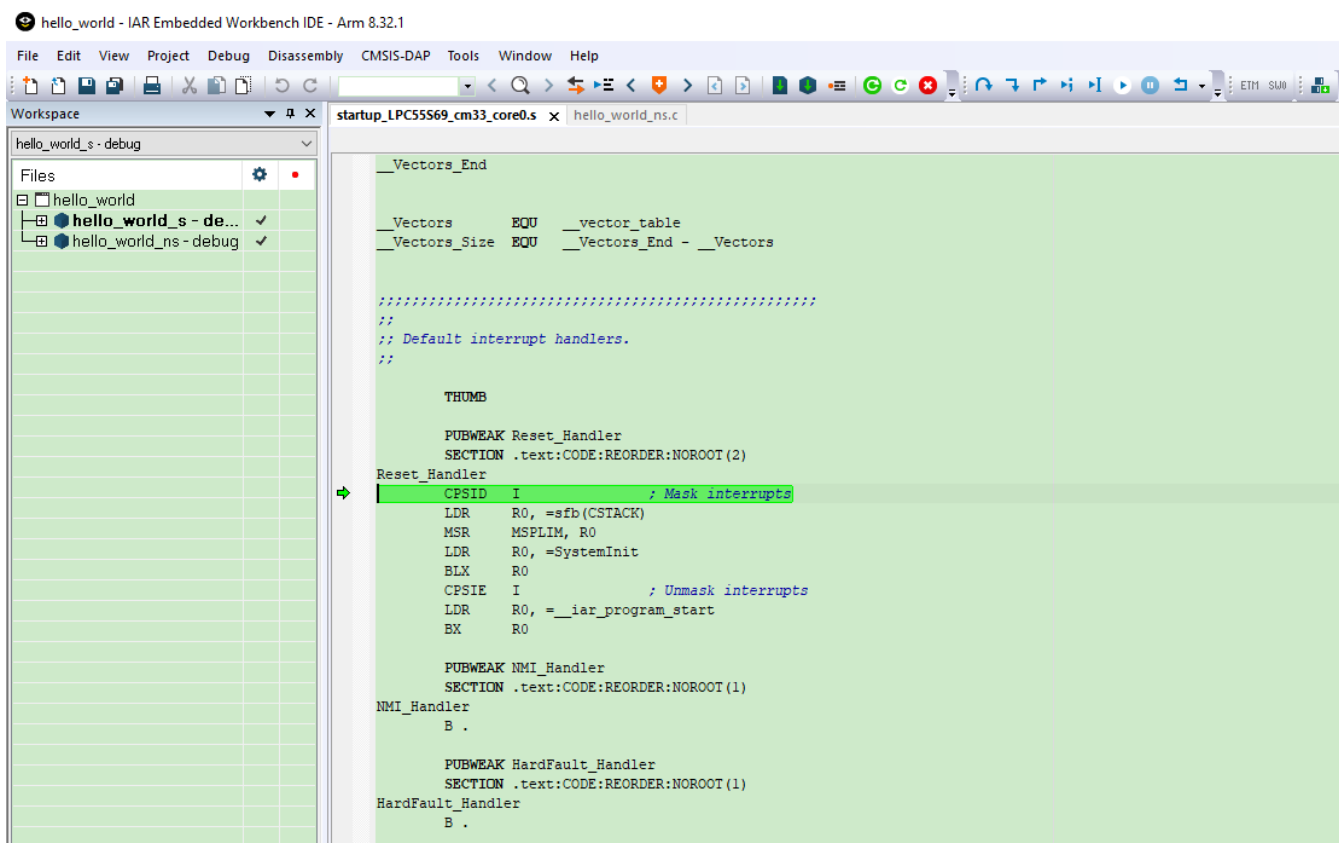 hello_world - IAR Embedded Workbench IDE - Arm 8.32.1
File Edit View Project Debug Disassembly CMSIS-DAP Tools Window Help
ETM SWO
Workspace
startup_LPC55S69_cm33_core0.s x hello_world_ns.c
hello_world_s - debug
Files
hello_world
hello_world_s - de...
hello_world_ns - debug
__Vectors_End
__Vectors EQU __vector_table
__Vectors_Size EQU __Vectors_End - __Vectors
;;;;;;;;;;;;;;;;;;;;;;;;;;;;;;;;;;;;;;;;;;;;;;;;;;;;
;;
;; Default interrupt handlers.
;;
THUMB
PUBWEAK Reset_Handler
SECTION .text:CODE:REORDER:NOROOT(2)
Reset_Handler
CPSID I ; Mask interrupts
LDR R0, =sfb(CSTACK)
MSR MSPLIM, R0
LDR R0, =SystemInit
BLX R0
CPSIE I ; Unmask interrupts
LDR R0, =__iar_program_start
BX R0
PUBWEAK NMI_Handler
SECTION .text:CODE:REORDER:NOROOT(1)
NMI_Handler
B .
PUBWEAK HardFault_Handler
SECTION .text:CODE:REORDER:NOROOT(1)
HardFault_Handler
B .